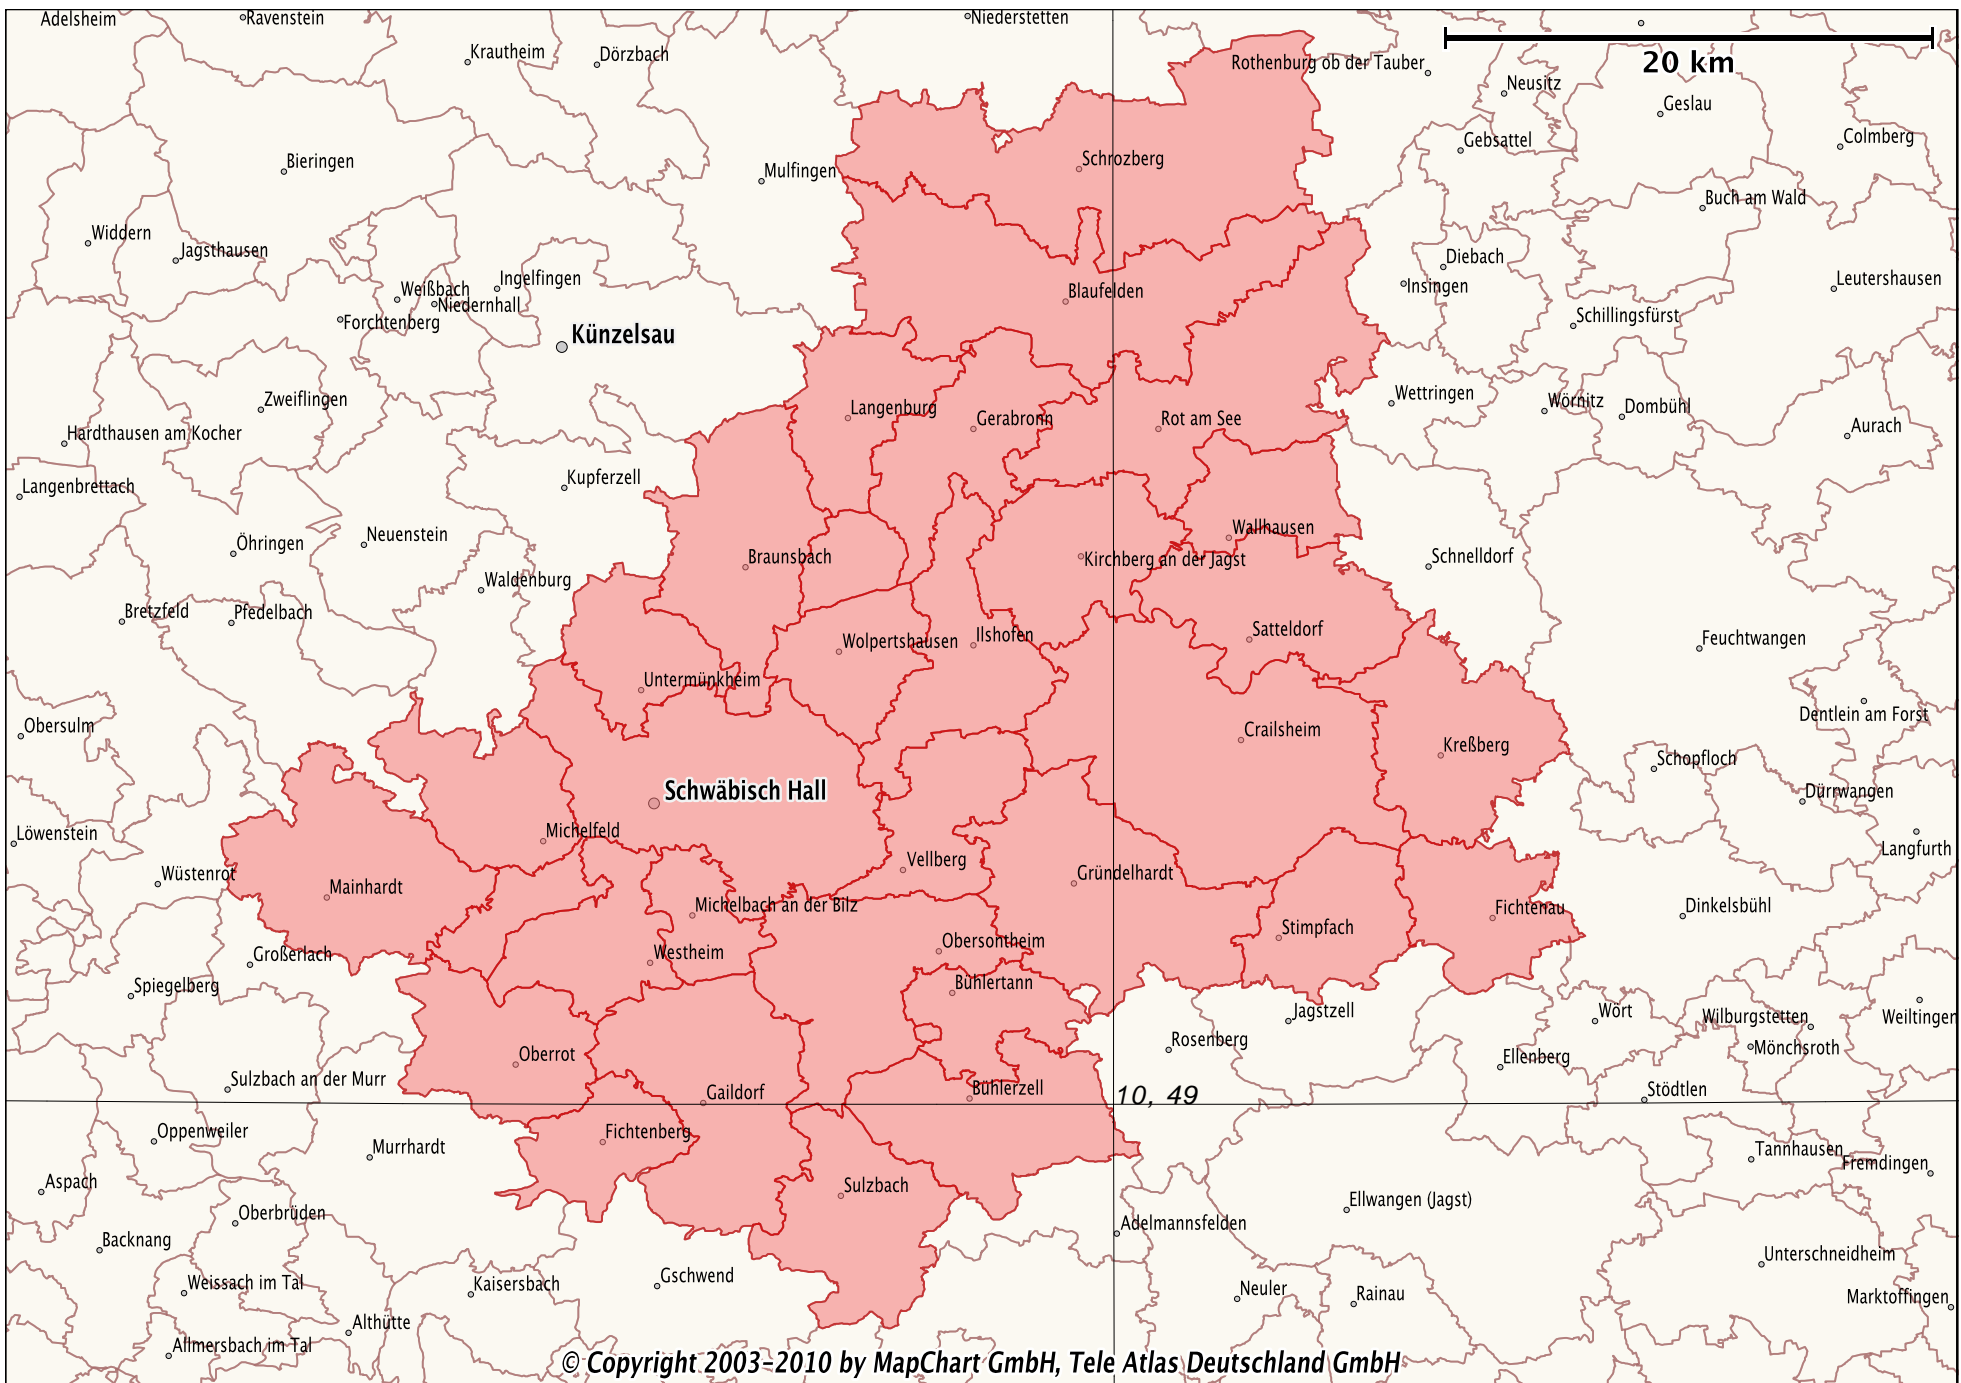 Adelsheim
Ravenstein
Niederstetten
Krautheim
Dörzbach
Rothenburg ob der Tauber
20 km
Neusitz
Geslau
Colmberg
Gebsattel
Bieringen
Mulfingen
Schrozberg
Buch am Wald
Widdern
Jagsthausen
Diebach
Leutershausen
Weißbach
Ingelfingen
Niedernhall
Insingen
Blaufelden
Forchtenberg
Schillingsfürst
Künzelsau
Zweiflingen
Wettringen
Wörnitz
Dombühl
Langenburg
Gerabronn
Rot am See
Aurach
Hardthausen am Kocher
Langenbrettach
Kupferzell
Öhringen
Neuenstein
Wallhausen
Braunsbach
Kirchberg an der Jagst
Schnelldorf
Waldenburg
Bretzfeld
Pfedelbach
Wolpertshausen
Ilshofen
Satteldorf
Feuchtwangen
Untermünkheim
Obersulm
Crailsheim
Dentlein am Forst
Kreßberg
Schopfloch
Schwäbisch Hall
Dürrwangen
Löwenstein
Michelfeld
Langfurth
Vellberg
Wüstenrot
Mainhardt
Gründelhardt
Michelbach an der Bilz
Fichtenau
Dinkelsbühl
Stimpfach
Großerlach
Westheim
Obersontheim
Spiegelberg
Bühlertann
Jagstzell
Wört
Wilburgstetten
Weiltingen
Rosenberg
Mönchsroth
Oberrot
Ellenberg
Sulzbach an der Murr
Gaildorf
Bühlerzell
10, 49
Stödtlen
Oppenweiler
Murrhardt
Fichtenberg
Tannhausen
Fremdingen
Aspach
Sulzbach
Ellwangen (Jagst)
Oberbrüden
Adelmannsfelden
Backnang
Unterschneidheim
Weissach im Tal
Kaisersbach
Gschwend
Neuler
Rainau
Marktoffingen
Althütte
Allmersbach im Tal
© Copyright 2003-2010 by MapChart GmbH, Tele Atlas Deutschland GmbH